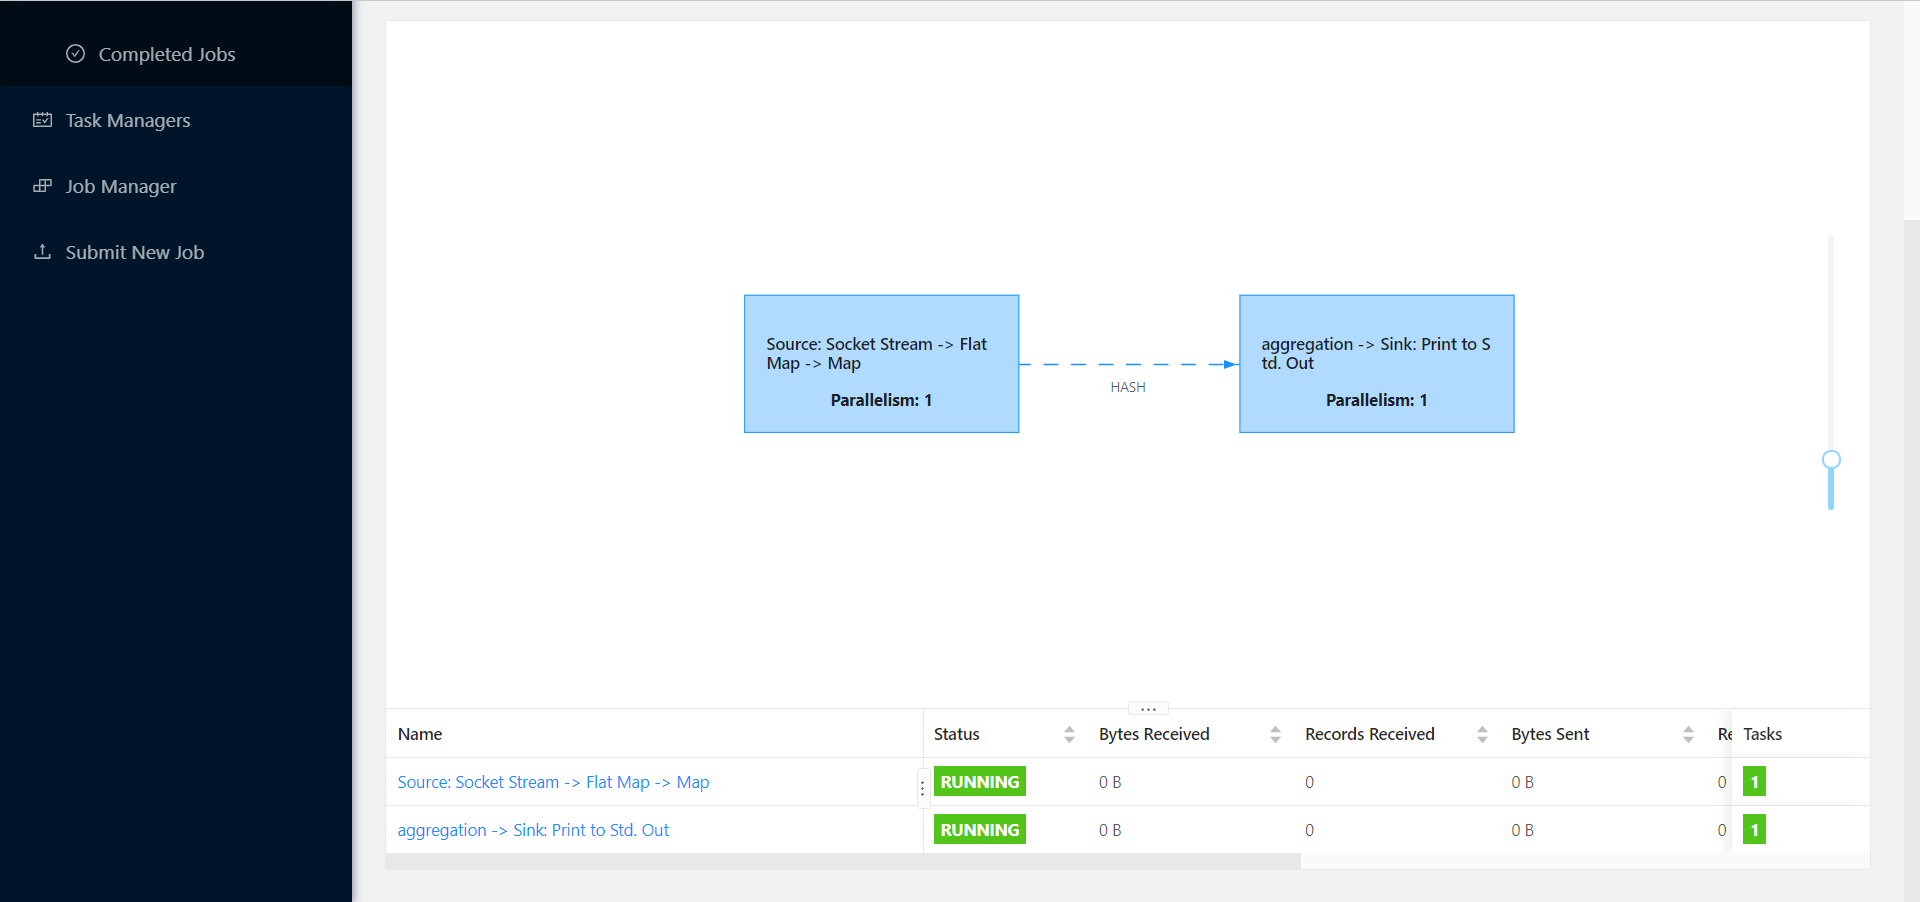 Completed Jobs
Task Managers
Job Manager
Submit New Job
Source: Socket Stream -> Flat
Map -> Map
Parallelism: 1
HASH
aggregation -> Sink: Print to S
td. Out
Parallelism: 1
Name Status Bytes Received Records Received Bytes Sent Re Tasks
Source: Socket Stream -> Flat Map -> Map RUNNING 0 B 0 0 B 0 1
aggregation -> Sink: Print to Std. Out RUNNING 0 B 0 0 B 0 1